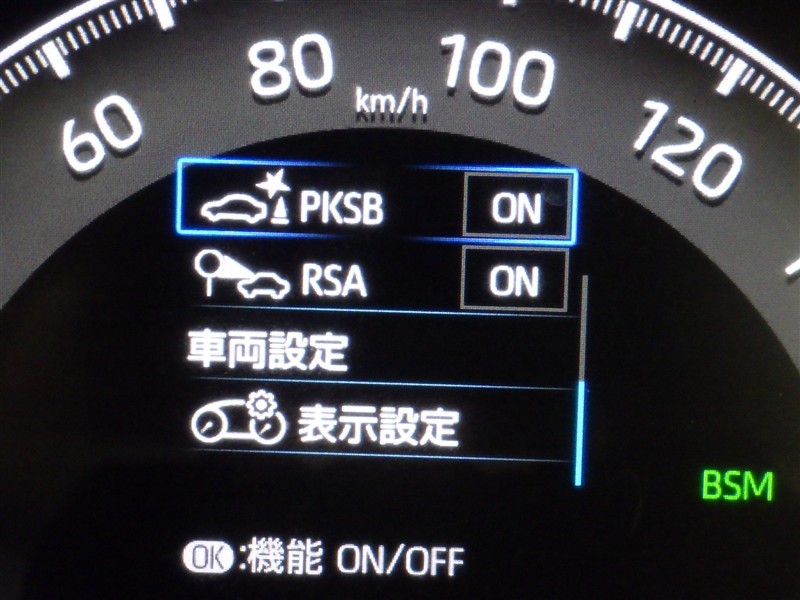 60 80 100 120
km/h
PKSB ON
RSA ON
車両設定
表示設定
BSM
OK:機能 ON/OFF